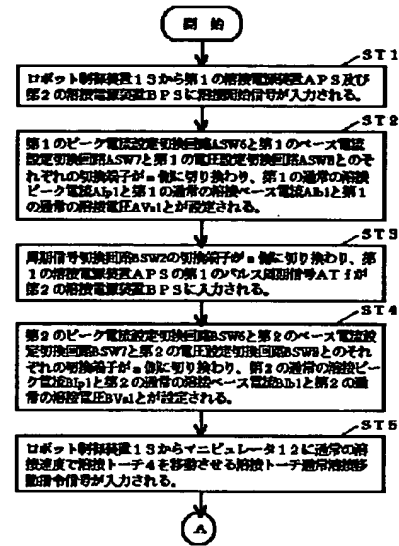 開始
ST1
ロボット制御装置13から第1の溶接電源装置APS及び
第2の溶接電源装置BPSに溶接開始信号が入力される。
ST2
第1のピーク電流設定切換回路ASW6と第1のベース電流
設定切換回路ASW7と第1の電圧設定切換回路ASW8とのそ
れぞれの切換端子がa側に切り換わり、第1の通常の溶接
ピーク電流AIp1と第1の通常の溶接ベース電流AIb1と第1
の通常の溶接電圧AVs1とが設定される。
ST3
周期信号切換回路BSW2の切換端子がa側に切り換わり、第
1の溶接電源装置APSの第1のパルス周期信号ATfが
第2の溶接電源装置BPSに入力される。
ST4
第2のピーク電流設定切換回路BSW6と第2のベース電流設
定切換回路BSW7と第2の電圧設定切換回路BSW8とのそれ
ぞれの切換端子がa側に切り換わり、第2の通常の溶接ピー
ク電流BIp1と第2の通常の溶接ベース電流BIb1と第2の通
常の溶接電圧BVs1とが設定される。
ST5
ロボット制御装置13からマニピュレータ12に通常の溶
接速度で溶接トーチ4を移動させる溶接トーチ通常溶接移
動指令信号が入力される。
A